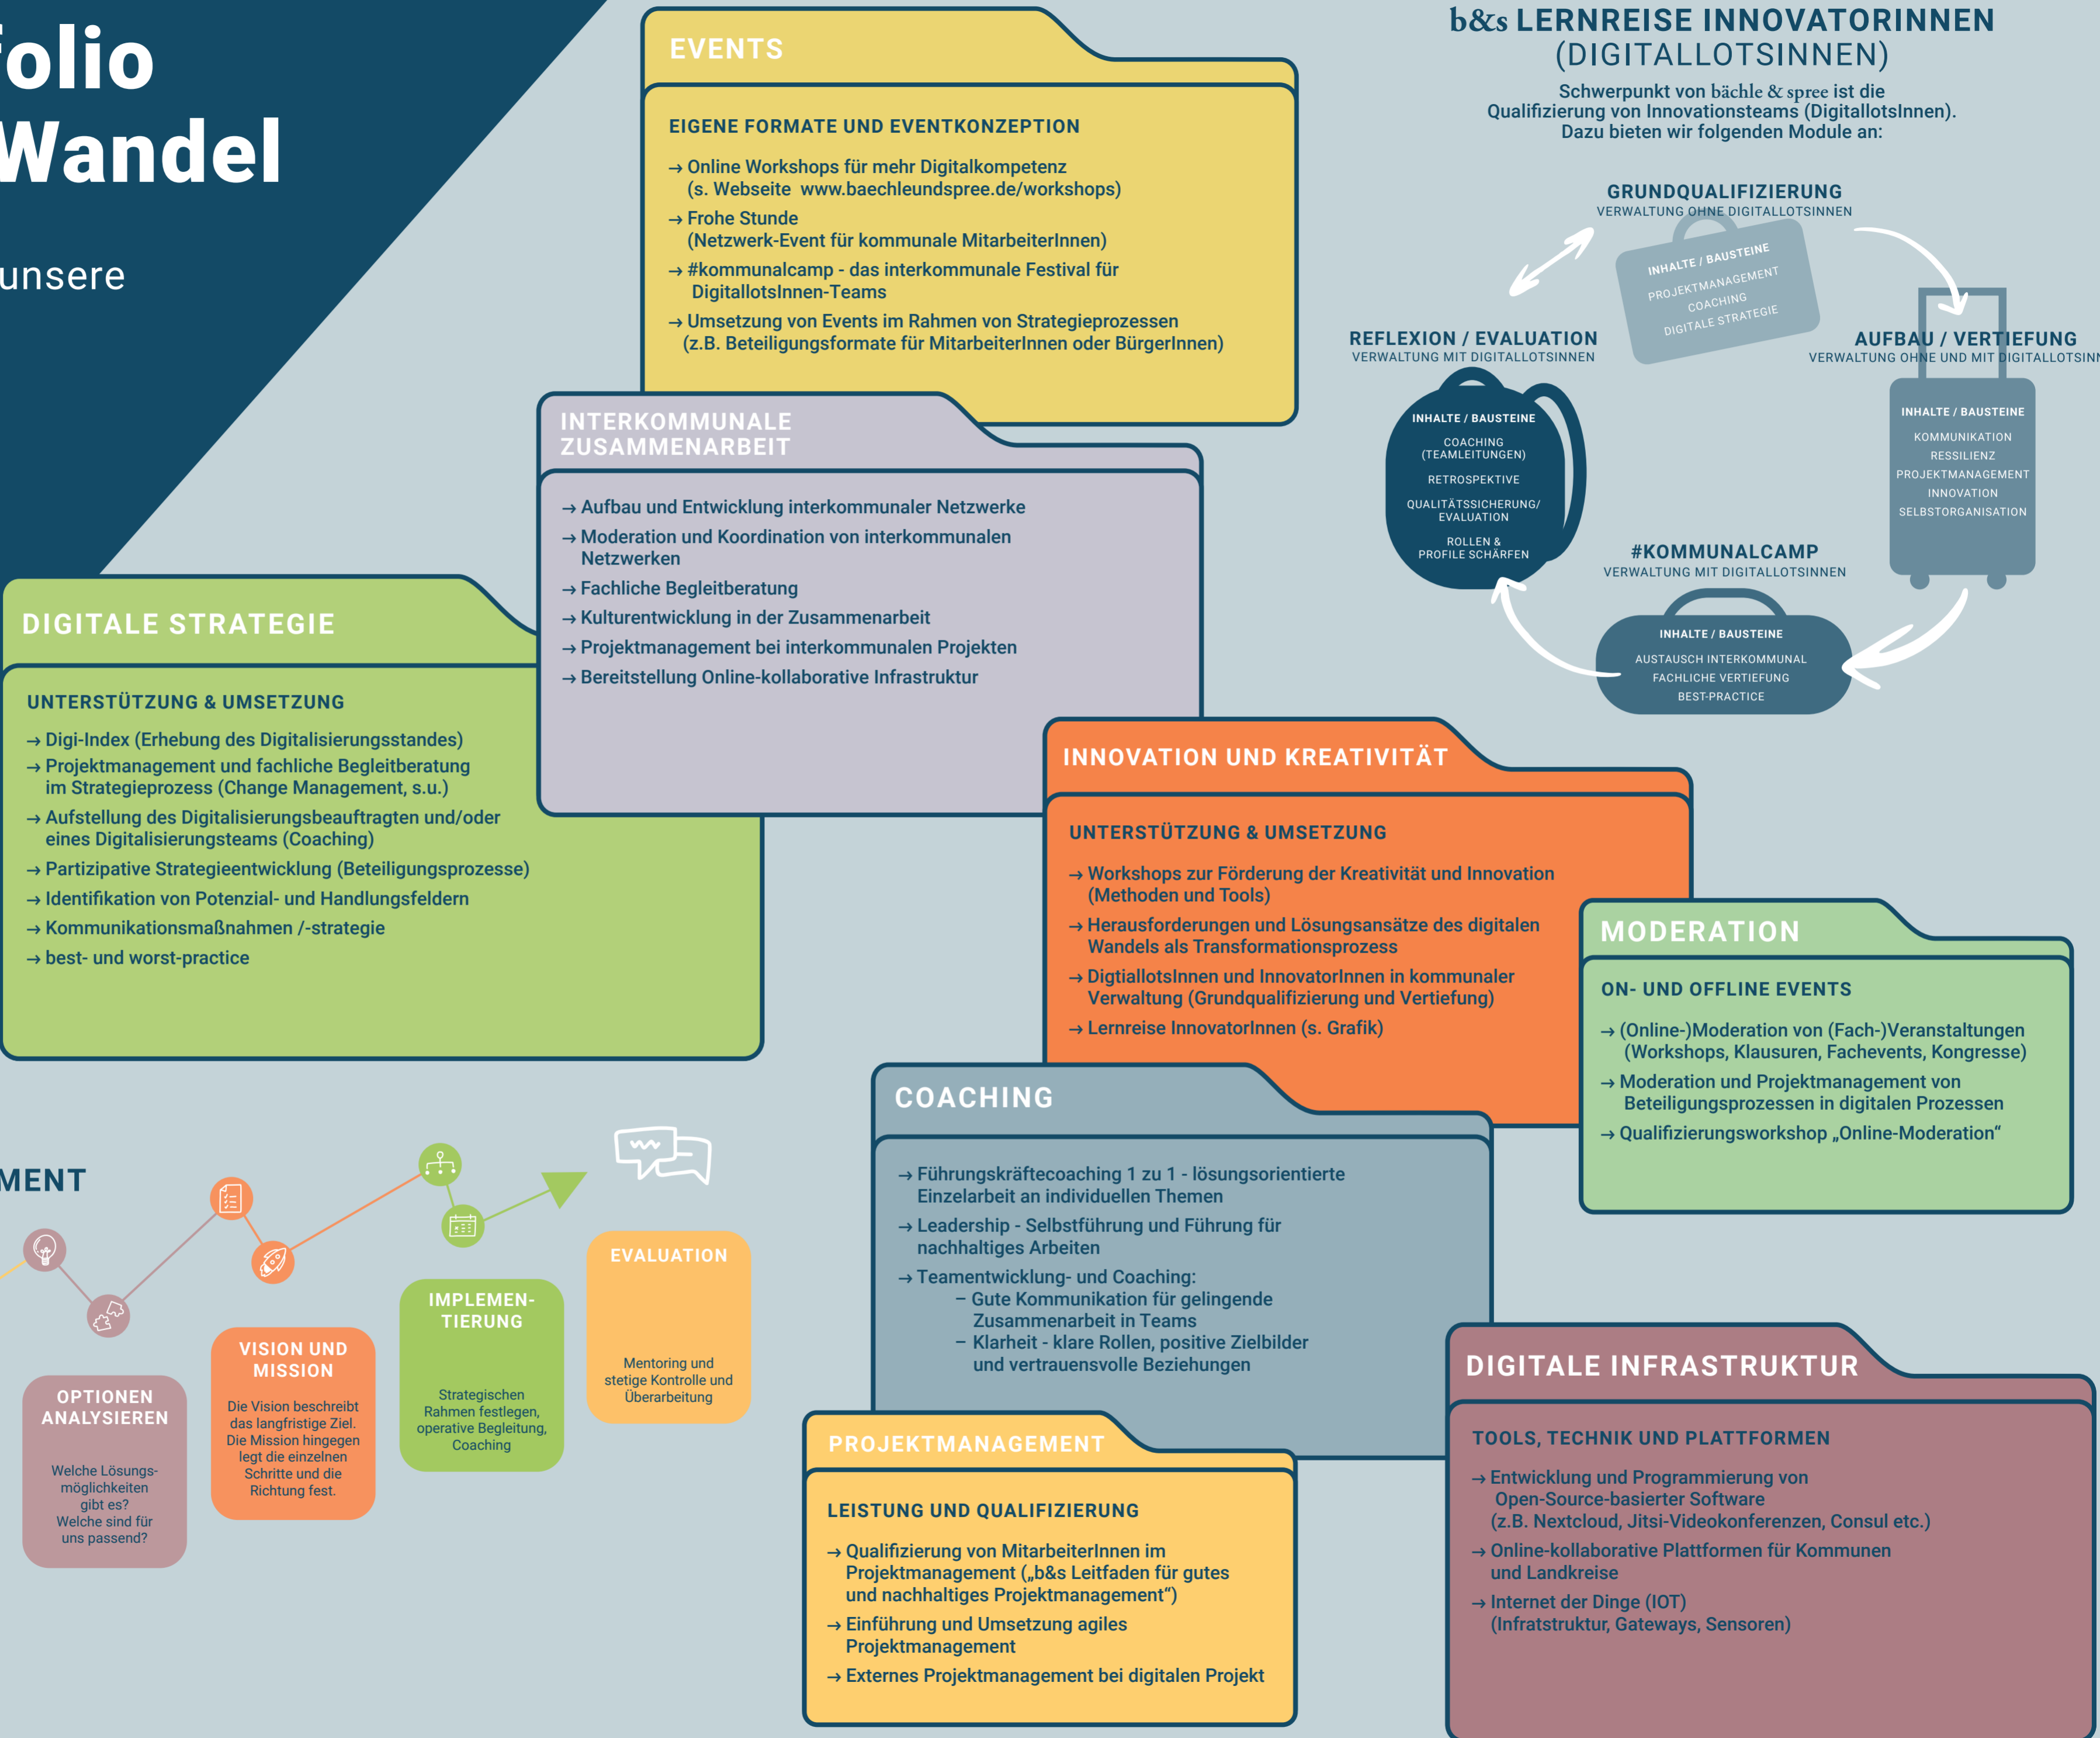 folio
Wandel
unsere
EVENTS
EIGENE FORMATE UND EVENTKONZEPTION
→ Online Workshops für mehr Digitalkompetenz
(s. Webseite www.baechleundspree.de/workshops)
→ Frohe Stunde
(Netzwerk-Event für kommunale MitarbeiterInnen)
→ #kommunalcamp - das interkommunale Festival für
DigitallotsInnen-Teams
→ Umsetzung von Events im Rahmen von Strategieprozessen
(z.B. Beteiligungsformate für MitarbeiterInnen oder BürgerInnen)
b&s LERNREISE INNOVATORINNEN
(DIGITALLOTSINNEN)
Schwerpunkt von bächle & spree ist die
Qualifizierung von Innovationsteams (DigitallotsInnen).
Dazu bieten wir folgenden Module an:
GRUNDQUALIFIZIERUNG
VERWALTUNG OHNE DIGITALLOTSINNEN
INHALTE / BAUSTEINE
PROJEKTMANAGEMENT
COACHING
DIGITALE STRATEGIE
AUFBAU / VERTIEFUNG
VERWALTUNG OHNE UND MIT DIGITALLOTSINN
INHALTE / BAUSTEINE
KOMMUNIKATION
RESSILIENZ
PROJEKTMANAGEMENT
INNOVATION
SELBSTORGANISATION
#KOMMUNALCAMP
VERWALTUNG MIT DIGITALLOTSINNEN
INHALTE / BAUSTEINE
AUSTAUSCH INTERKOMMUNAL
FACHLICHE VERTIEFUNG
BEST-PRACTICE
REFLEXION / EVALUATION
VERWALTUNG MIT DIGITALLOTSINNEN
INHALTE / BAUSTEINE
COACHING
(TEAMLEITUNGEN)
RETROSPEKTIVE
QUALITÄTSSICHERUNG/
EVALUATION
ROLLEN &
PROFILE SCHÄRFEN
INTERKOMMUNALE
ZUSAMMENARBEIT
→ Aufbau und Entwicklung interkommunaler Netzwerke
→ Moderation und Koordination von interkommunalen
Netzwerken
→ Fachliche Begleitberatung
→ Kulturentwicklung in der Zusammenarbeit
→ Projektmanagement bei interkommunalen Projekten
→ Bereitstellung Online-kollaborative Infrastruktur
DIGITALE STRATEGIE
UNTERSTÜTZUNG & UMSETZUNG
→ Digi-Index (Erhebung des Digitalisierungsstandes)
→ Projektmanagement und fachliche Begleitberatung
im Strategieprozess (Change Management, s.u.)
→ Aufstellung des Digitalisierungsbeauftragten und/oder
eines Digitalisierungsteams (Coaching)
→ Partizipative Strategieentwicklung (Beteiligungsprozesse)
→ Identifikation von Potenzial- und Handlungsfeldern
→ Kommunikationsmaßnahmen /-strategie
→ best- und worst-practice
INNOVATION UND KREATIVITÄT
UNTERSTÜTZUNG & UMSETZUNG
→ Workshops zur Förderung der Kreativität und Innovation
(Methoden und Tools)
→ Herausforderungen und Lösungsansätze des digitalen
Wandels als Transformationsprozess
→ DigtiallotsInnen und InnovatorInnen in kommunaler
Verwaltung (Grundqualifizierung und Vertiefung)
→ Lernreise InnovatorInnen (s. Grafik)
MODERATION
ON- UND OFFLINE EVENTS
→ (Online-)Moderation von (Fach-)Veranstaltungen
(Workshops, Klausuren, Fachevents, Kongresse)
→ Moderation und Projektmanagement von
Beteiligungsprozessen in digitalen Prozessen
→ Qualifizierungsworkshop „Online-Moderation“
COACHING
→ Führungskräftecoaching 1 zu 1 - lösungsorientierte
Einzelarbeit an individuellen Themen
→ Leadership - Selbstführung und Führung für
nachhaltiges Arbeiten
→ Teamentwicklung- und Coaching:
– Gute Kommunikation für gelingende
Zusammenarbeit in Teams
– Klarheit - klare Rollen, positive Zielbilder
und vertrauensvolle Beziehungen
MENT
OPTIONEN
ANALYSIEREN
Welche Lösungs-
möglichkeiten
gibt es?
Welche sind für
uns passend?
VISION UND
MISSION
Die Vision beschreibt
das langfristige Ziel.
Die Mission hingegen
legt die einzelnen
Schritte und die
Richtung fest.
IMPLEMEN-
TIERUNG
Strategischen
Rahmen festlegen,
operative Begleitung,
Coaching
EVALUATION
Mentoring und
stetige Kontrolle und
Überarbeitung
PROJEKTMANAGEMENT
LEISTUNG UND QUALIFIZIERUNG
→ Qualifizierung von MitarbeiterInnen im
Projektmanagement („b&s Leitfaden für gutes
und nachhaltiges Projektmanagement“)
→ Einführung und Umsetzung agiles
Projektmanagement
→ Externes Projektmanagement bei digitalen Projekt
DIGITALE INFRASTRUKTUR
TOOLS, TECHNIK UND PLATTFORMEN
→ Entwicklung und Programmierung von
Open-Source-basierter Software
(z.B. Nextcloud, Jitsi-Videokonferenzen, Consul etc.)
→ Online-kollaborative Plattformen für Kommunen
und Landkreise
→ Internet der Dinge (IOT)
(Infratstruktur, Gateways, Sensoren)